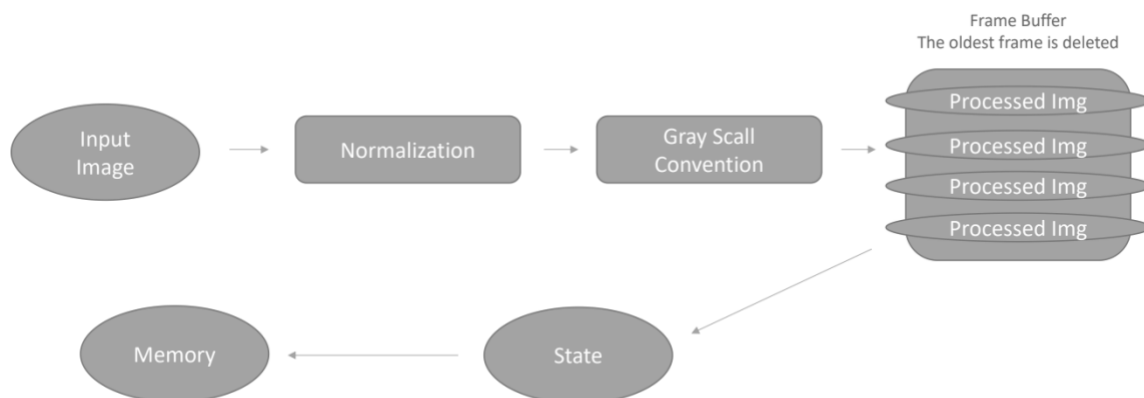 Frame Buffer
The oldest frame is deleted
Input
Image
Normalization
Gray Scall
Convention
Processed Img
Processed Img
Processed Img
Processed Img
Memory
State